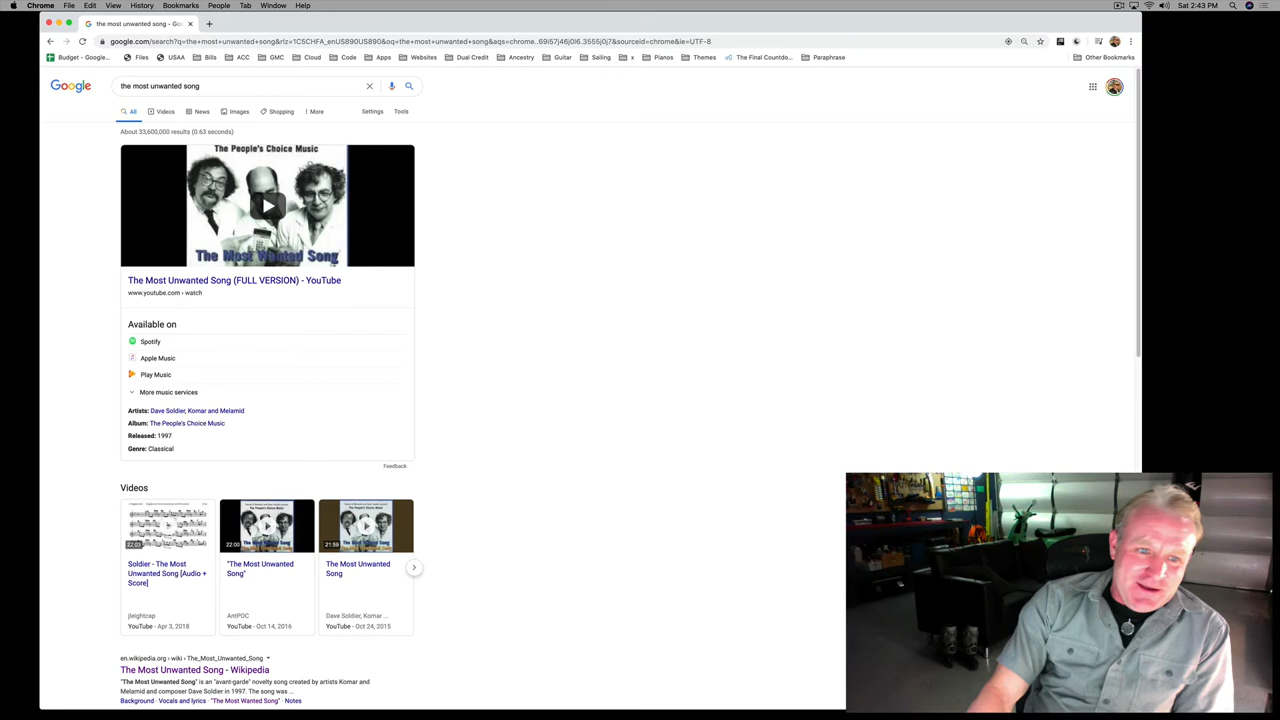 Chrome File Edit View History Bookmarks People Tab Window Help Sat 2:43 PM
the most unwanted song - Goo
google.com/search?q=the+most+unwanted+song&rlz=1C5CHFA_enUS890US890&oq=the+most+unwanted+song&aqs=chrome..69i57j46j0l6.3555j0j7&sourceid=chrome&ie=UTF-8
Budget - Google... Files USAA Bills ACC GMC Cloud Code Apps Websites Dual Credit Ancestry Guitar Sailing x Pianos Themes The Final Countdo... Paraphrase Other Bookmarks
Google the most unwanted song
All Videos News Images Shopping More Settings Tools
About 33,600,000 results (0.63 seconds)
The People's Choice Music
The Most Wanted Song
The Most Unwanted Song (FULL VERSION) - YouTube
www.youtube.com › watch
Available on
Spotify
Apple Music
Play Music
More music services
Artists: Dave Soldier, Komar and Melamid
Album: The People's Choice Music
Released: 1997
Genre: Classical
Feedback
Videos
22:03 22:00 21:59
Soldier - The Most Unwanted Song [Audio + Score]
jleightcap
YouTube - Apr 3, 2018
"The Most Unwanted Song"
AntPDC
YouTube - Oct 14, 2016
The Most Unwanted Song
Dave Soldier, Komar ...
YouTube - Oct 24, 2015
en.wikipedia.org › wiki › The_Most_Unwanted_Song
The Most Unwanted Song - Wikipedia
"The Most Unwanted Song" is an "avant-garde" novelty song created by artists Komar and
Melamid and composer Dave Soldier in 1997. The song was ...
Background · Vocals and lyrics · "The Most Wanted Song" · Notes